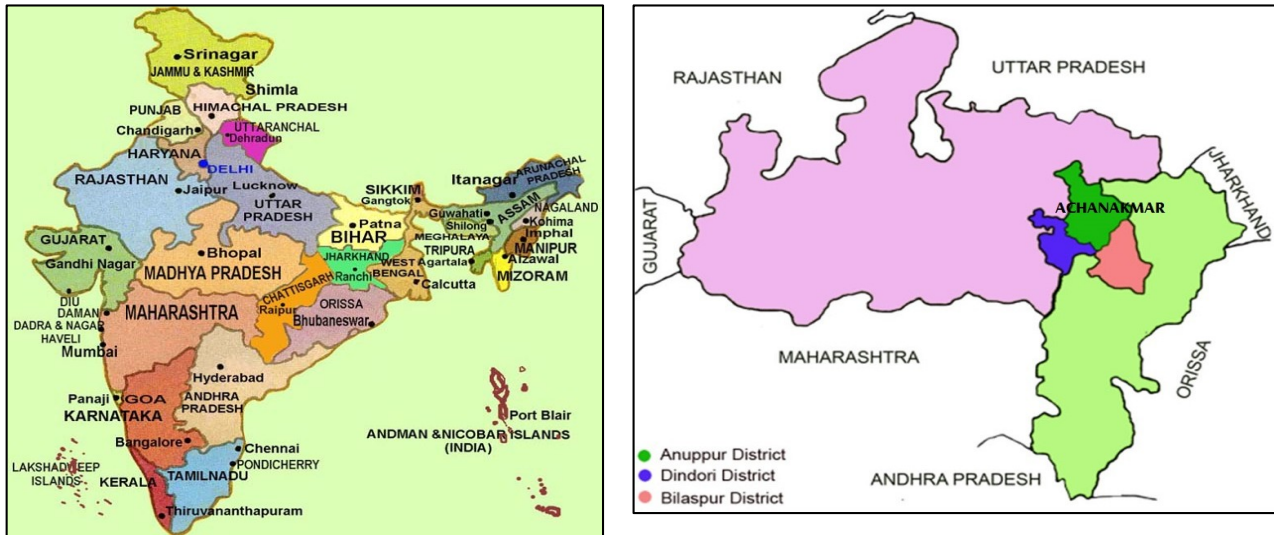 Srinagar
JAMMU & KASHMIR
Shimla
PUNJAB
HIMACHAL PRADESH
Chandigarh
UTTARANCHAL
Dehradun
HARYANA
DELHI
RAJASTHAN
Jaipur
Lucknow
UTTAR
PRADESH
SIKKIM
Gangtok
Itanagar
ARUNACHAL
PRADESH
Guwahati
ASSAM
NAGALAND
Shilong
Kohima
MEGHALAYA
Imphal
MANIPUR
TRIPURA
Agartala
Aizawal
MIZORAM
Patna
BIHAR
GUJARAT
Gandhi Nagar
Bhopal
MADHYA PRADESH
JHARKHAND
Ranchi
WEST
BENGAL
Calcutta
CHATTISGARH
Raipur
ORISSA
Bhubaneswar
DIU
DAMAN
DADRA & NAGAR
HAVELI
MAHARASHTRA
Mumbai
Hyderabad
ANDHRA
PRADESH
Panaji
GOA
KARNATAKA
Bangalore
Chennai
PONDICHERRY
LAKSHADWEEP
ISLANDS
KERALA
TAMILNADU
Thiruvananthapuram
Port Blair
ANDMAN &NICOBAR ISLANDS
(INDIA)
RAJASTHAN
UTTAR PRADESH
JHARKHAND
ACHANAKMAR
GUJARAT
MAHARASHTRA
ORISSA
ANDHRA PRADESH
Anuppur District
Dindori District
Bilaspur District